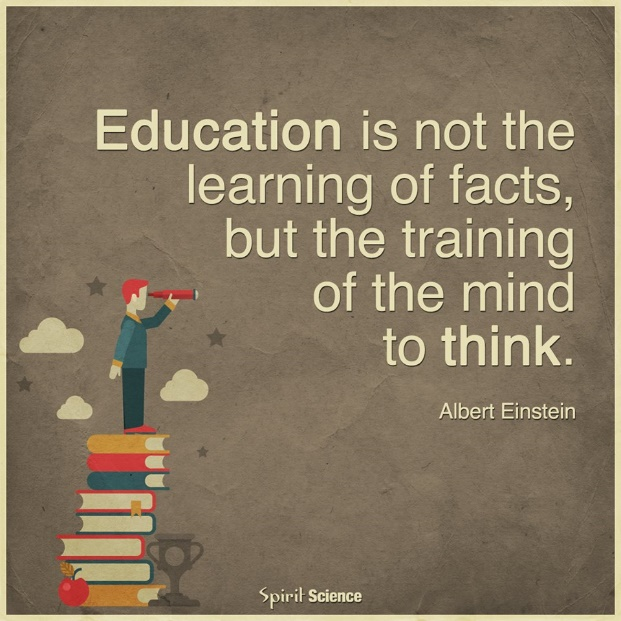 Education is not the
learning of facts,
but the training
of the mind
to think.
Albert Einstein
Spirit Science